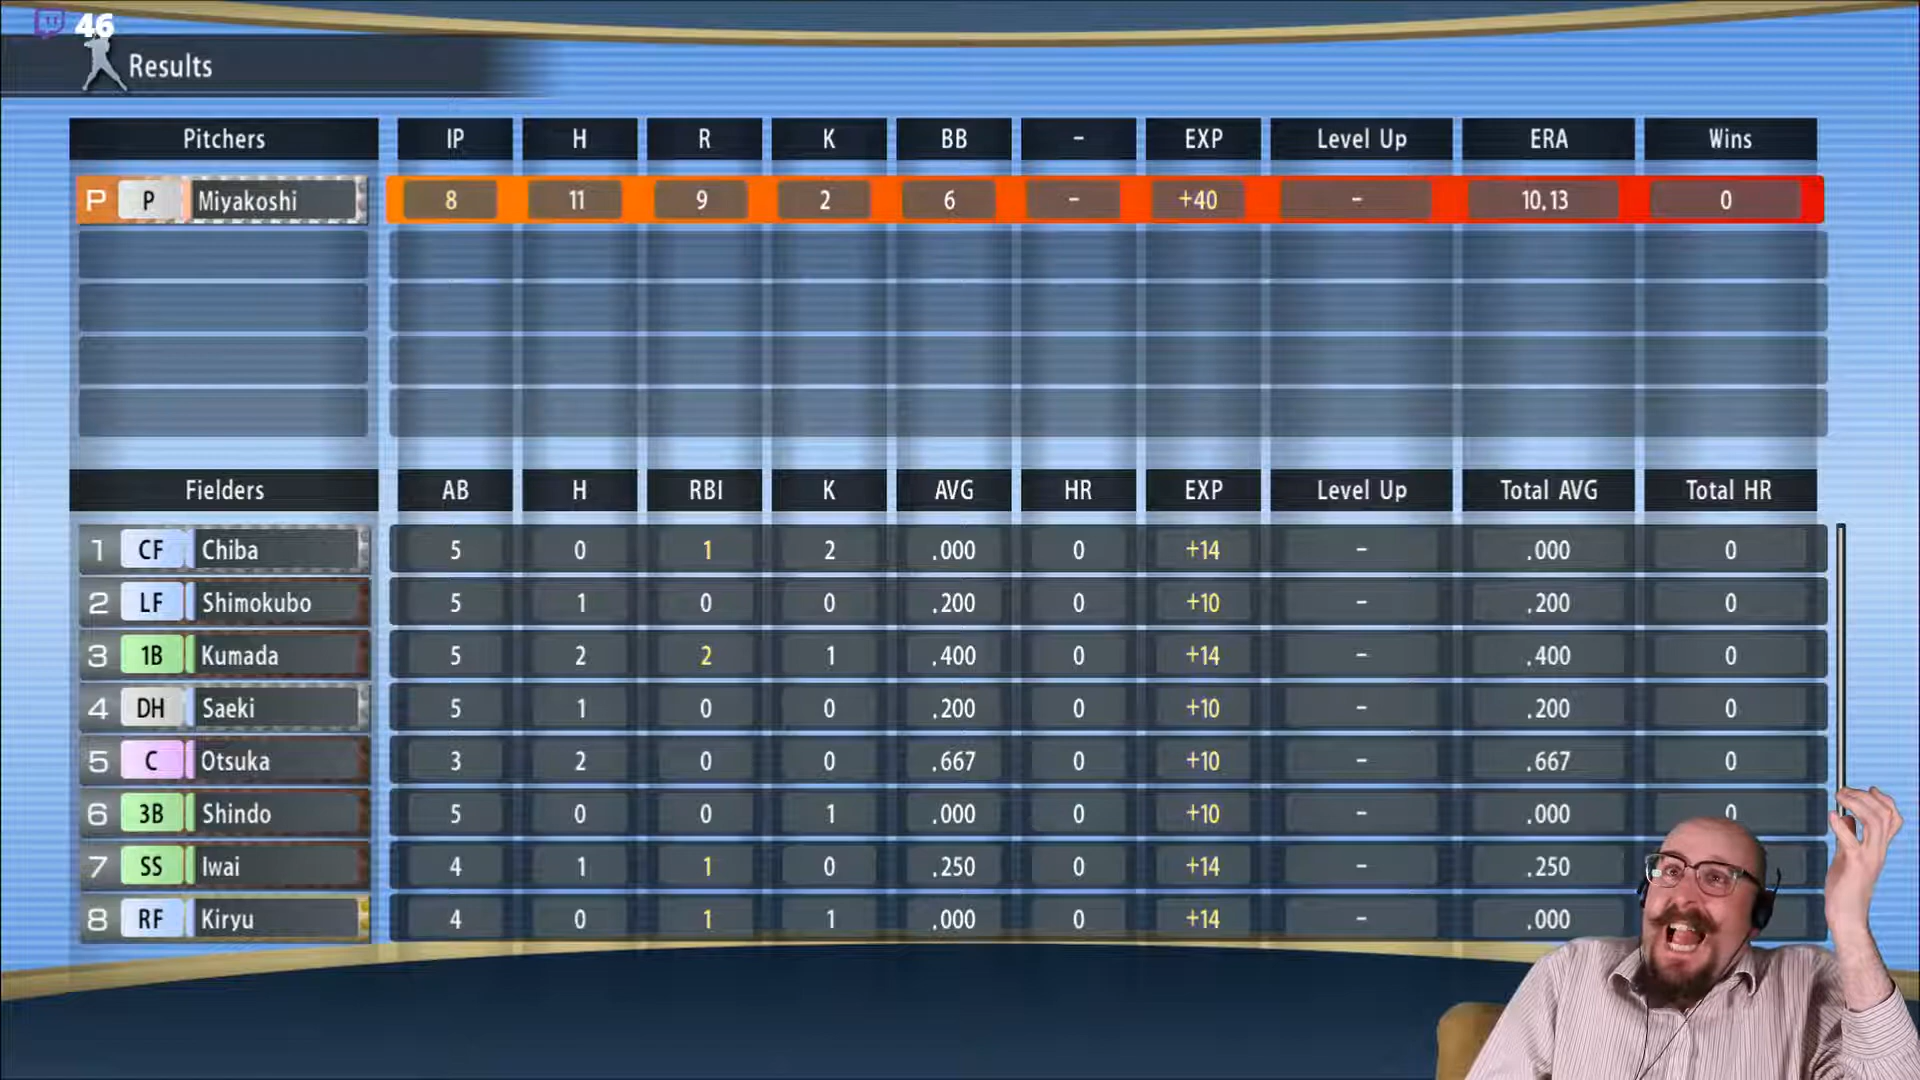 46
Results
Pitchers IP H R K BB - EXP Level Up ERA Wins
P P Miyakoshi 8 11 9 2 6 - +40 - 10.13 0
Fielders AB H RBI K AVG HR EXP Level Up Total AVG Total HR
1 CF Chiba 5 0 1 2 .000 0 +14 - .000 0
2 LF Shimokubo 5 1 0 0 .200 0 +10 - .200 0
3 1B Kumada 5 2 2 1 .400 0 +14 - .400 0
4 DH Saeki 5 1 0 0 .200 0 +10 - .200 0
5 C Otsuka 3 2 0 0 .667 0 +10 - .667 0
6 3B Shindo 5 0 0 1 .000 0 +10 - .000 0
7 SS Iwai 4 1 1 0 .250 0 +14 - .250
8 RF Kiryu 4 0 1 1 .000 0 +14 - .000